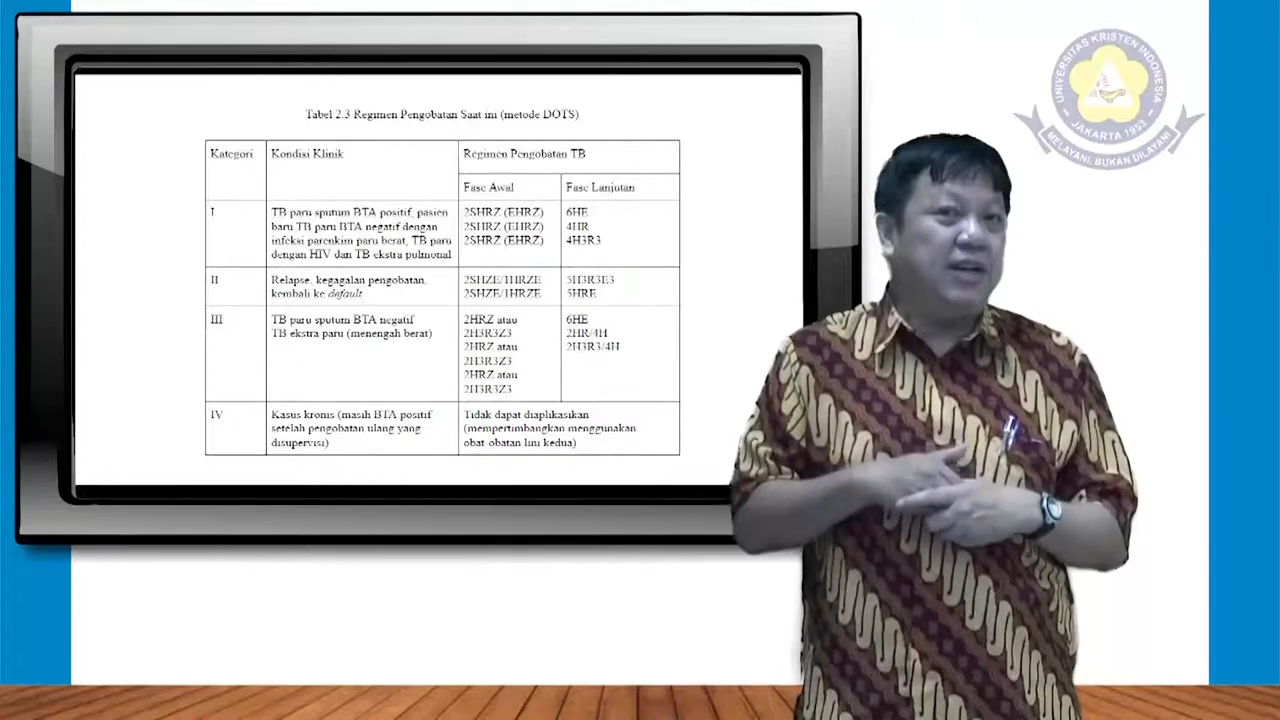 Tabel 2.3 Regimen Pengobatan Saat ini (metode DOTS)
Kategori Kondisi Klinik Regimen Pengobatan TB
Fase Awal Fase Lanjutan
I TB paru sputum BTA positif, pasien 2SHRZ (EHRZ) 6HE
baru TB paru BTA negatif dengan 2SHRZ (EHRZ) 4HR
infeksi parenkim paru berat, TB paru 2SHRZ (EHRZ) 4H3R3
dengan HIV dan TB ekstra pulmonal
II Relapse, kegagalan pengobatan, 2SHZE/1HRZE 5H3R3E3
kembali ke default 2SHZE/1HRZE 5HRE
III TB paru sputum BTA negatif 2HRZ atau 6HE
TB ekstra paru (menengah berat) 2H3R3Z3 2HR/4H
2HRZ atau 2H3R3/4H
2H3R3Z3
2HRZ atau
2H3R3Z3
IV Kasus kronis (masih BTA positif Tidak dapat diaplikasikan
setelah pengobatan ulang yang (mempertimbangkan menggunakan
disupervisi) obat-obatan lini kedua)
UNIVERSITAS KRISTEN INDONESIA
JAKARTA 1953
MELAYANI, BUKAN DILAYANI